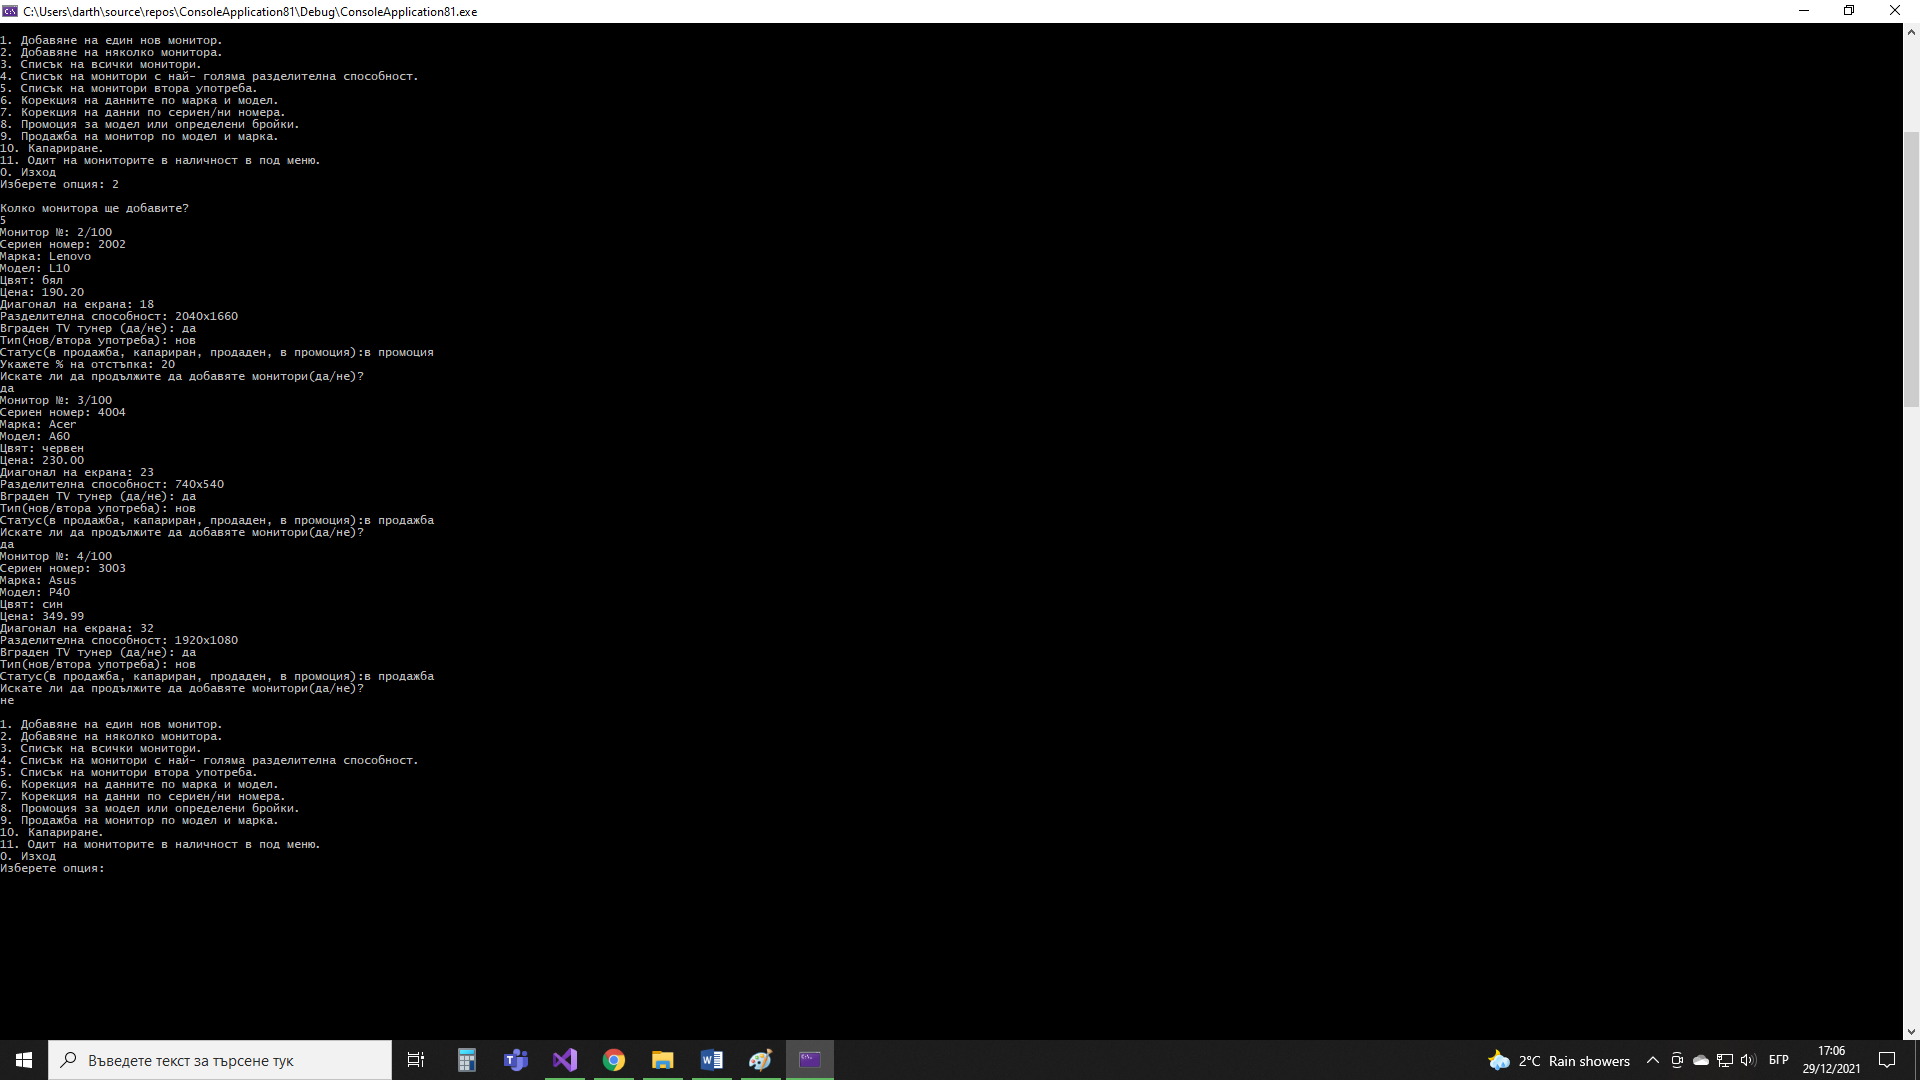 C:\Users\darth\source\repos\ConsoleApplication81\Debug\ConsoleApplication81.exe
1. Добавяне на един нов монитор.
2. Добавяне на няколко монитора.
3. Списък на всички монитори.
4. Списък на монитори с най- голяма разделителна способност.
5. Списък на монитори втора употреба.
6. Корекция на данните по марка и модел.
7. Корекция на данни по сериен/ни номера.
8. Промоция за модел или определени бройки.
9. Продажба на монитор по модел и марка.
10. Капариране.
11. Одит на мониторите в наличност в под меню.
0. Изход
Изберете опция: 2
Колко монитора ще добавите?
5
Монитор №: 2/100
Сериен номер: 2002
Марка: Lenovo
Модел: L10
Цвят: бял
Цена: 190.20
Диагонал на екрана: 18
Разделителна способност: 2040x1660
Вграден TV тунер (да/не): да
Тип(нов/втора употреба): нов
Статус(в продажба, капариран, продаден, в промоция):в промоция
Укажете % на отстъпка: 20
Искате ли да продължите да добавяте монитори(да/не)?
да
Монитор №: 3/100
Сериен номер: 4004
Марка: Acer
Модел: A60
Цвят: червен
Цена: 230.00
Диагонал на екрана: 23
Разделителна способност: 740x540
Вграден TV тунер (да/не): да
Тип(нов/втора употреба): нов
Статус(в продажба, капариран, продаден, в промоция):в продажба
Искате ли да продължите да добавяте монитори(да/не)?
да
Монитор №: 4/100
Сериен номер: 3003
Марка: Asus
Модел: P40
Цвят: син
Цена: 349.99
Диагонал на екрана: 32
Разделителна способност: 1920x1080
Вграден TV тунер (да/не): да
Тип(нов/втора употреба): нов
Статус(в продажба, капариран, продаден, в промоция):в продажба
Искате ли да продължите да добавяте монитори(да/не)?
не
1. Добавяне на един нов монитор.
2. Добавяне на няколко монитора.
3. Списък на всички монитори.
4. Списък на монитори с най- голяма разделителна способност.
5. Списък на монитори втора употреба.
6. Корекция на данните по марка и модел.
7. Корекция на данни по сериен/ни номера.
8. Промоция за модел или определени бройки.
9. Продажба на монитор по модел и марка.
10. Капариране.
11. Одит на мониторите в наличност в под меню.
0. Изход
Изберете опция:
Въведете текст за търсене тук
2°C Rain showers
БГР
17:06
29/12/2021